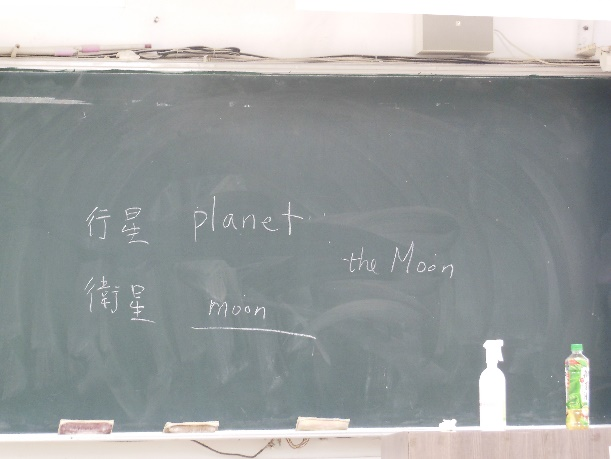 行星 planet
the Moon
衛星 moon